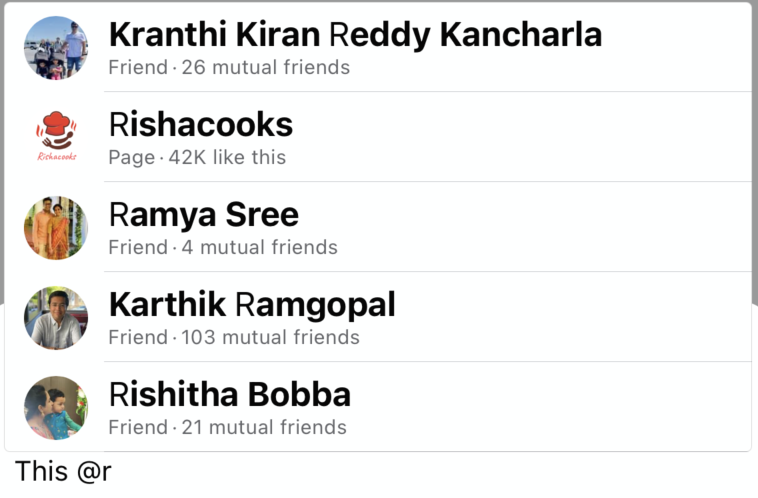 Kranthi Kiran Reddy Kancharla
Friend · 26 mutual friends
Rishacooks
Page · 42K like this
Rishacooks
Ramya Sree
Friend · 4 mutual friends
Karthik Ramgopal
Friend · 103 mutual friends
Rishitha Bobba
Friend · 21 mutual friends
This @r